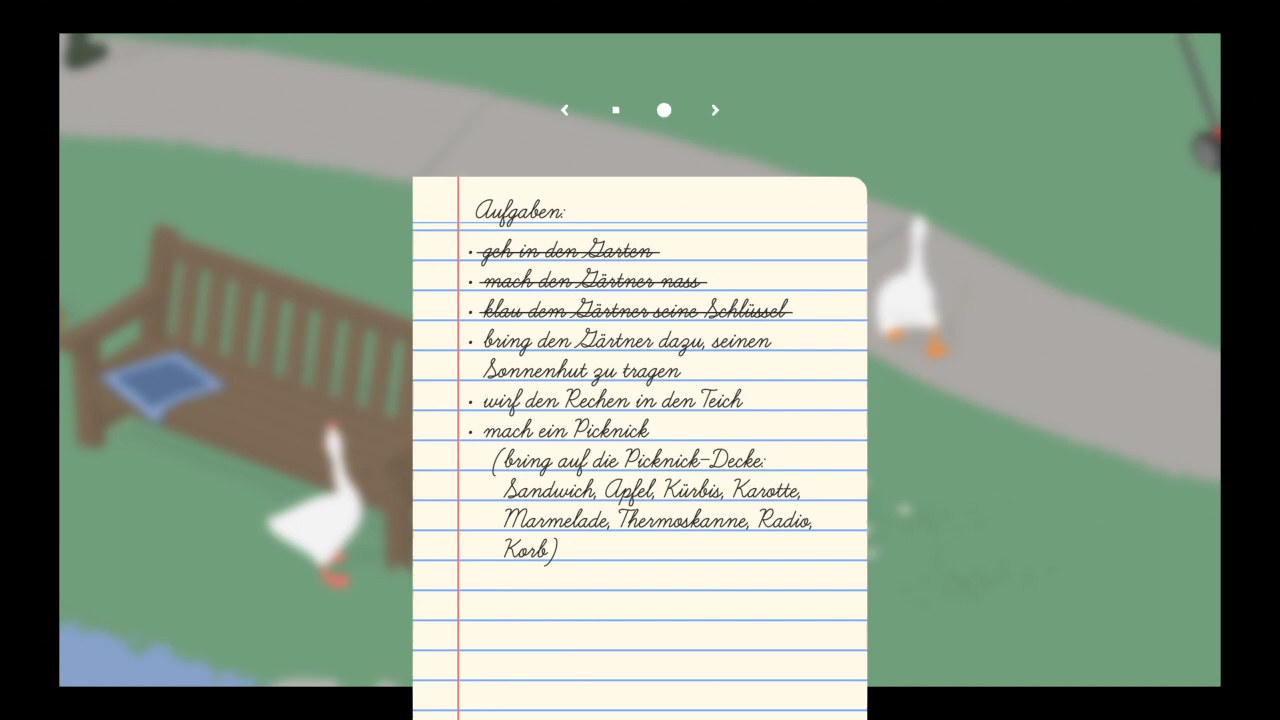 Aufgaben:
· geh in den Garten
· mach den Gärtner nass
· klau dem Gärtner seine Schlüssel
· bring den Gärtner dazu, seinen
Sonnenhut zu tragen
· wirf den Rechen in den Teich
· mach ein Picknick
(bring auf die Picknick-Decke:
Sandwich, Apfel, Kürbis, Karotte,
Marmelade, Thermoskanne, Radio,
Korb)